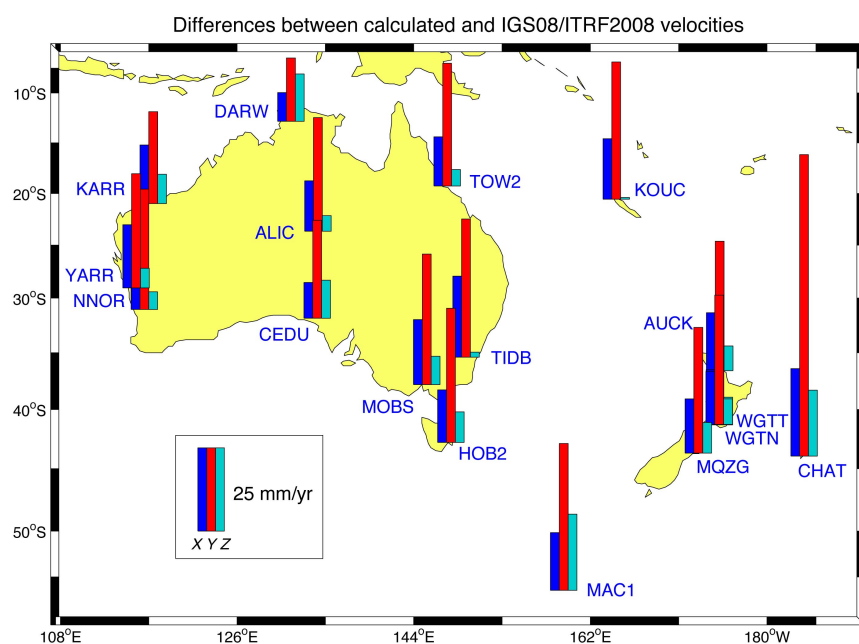 Differences between calculated and IGS08/ITRF2008 velocities
10°S
DARW
KARR
TOW2
KOUC
20°S
ALIC
YARR
NNOR
30°S
CEDU
AUCK
TIDB
MOBS
40°S
WGTT
WGTN
HOB2
MQZG
CHAT
25 mm/yr
X Y Z
50°S
MAC1
108°E
126°E
144°E
162°E
180°W